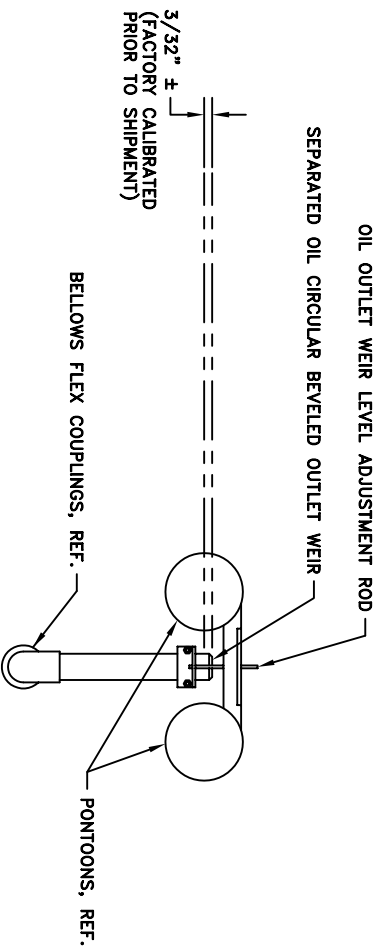 OIL OUTLET WEIR LEVEL ADJUSTMENT ROD
SEPARATED OIL CIRCULAR BEVELED OUTLET WEIR
3/32" ±
(FACTORY CALIBRATED
PRIOR TO SHIPMENT)
BELLOWS FLEX COUPLINGS, REF.
PONTOONS, REF.